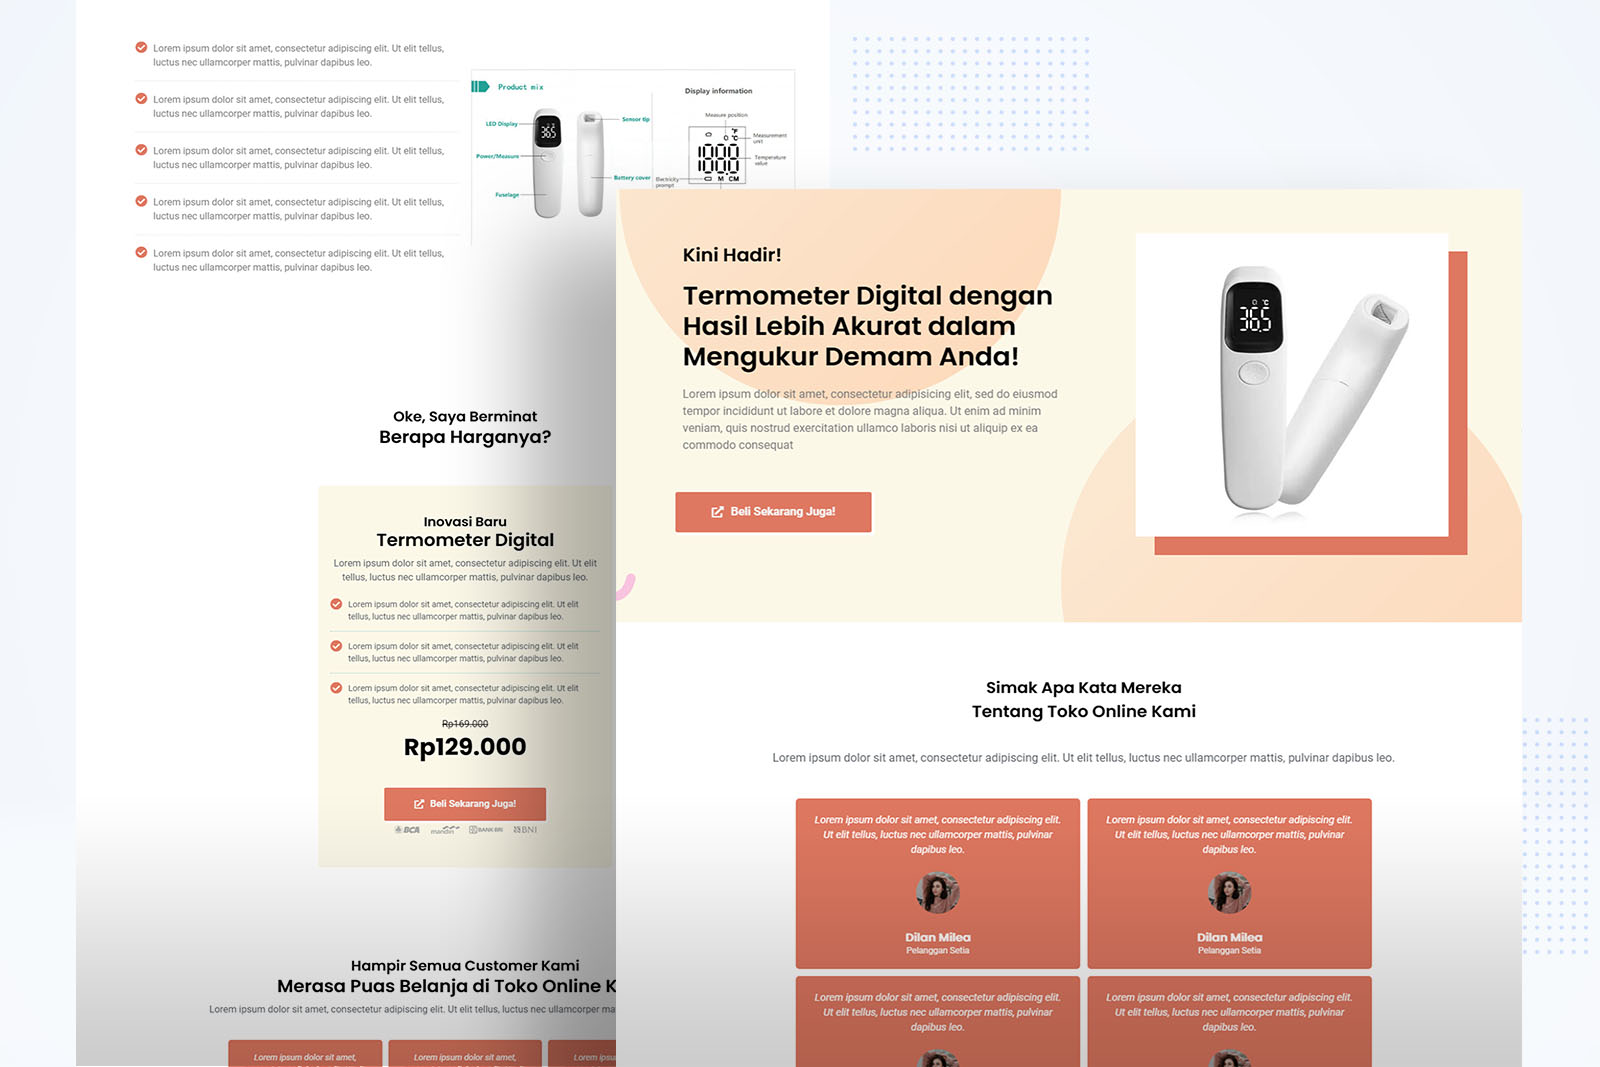 Lorem ipsum dolor sit amet, consectetur adipiscing elit. Ut elit tellus,
luctus nec ullamcorper mattis, pulvinar dapibus leo.
Lorem ipsum dolor sit amet, consectetur adipiscing elit. Ut elit tellus,
luctus nec ullamcorper mattis, pulvinar dapibus leo.
Lorem ipsum dolor sit amet, consectetur adipiscing elit. Ut elit tellus,
luctus nec ullamcorper mattis, pulvinar dapibus leo.
Lorem ipsum dolor sit amet, consectetur adipiscing elit. Ut elit tellus,
luctus nec ullamcorper mattis, pulvinar dapibus leo.
Lorem ipsum dolor sit amet, consectetur adipiscing elit. Ut elit tellus,
luctus nec ullamcorper mattis, pulvinar dapibus leo.
Product mix
LED Display
36.5
Sensor tip
Power/Measure
Battery cover
Fuselage
Display information
Measure position
°F
°C
Measurement
unit
188.8
Temperature
value
Electricity
prompt
M CM
Oke, Saya Berminat
Berapa Harganya?
Inovasi Baru
Termometer Digital
Lorem ipsum dolor sit amet, consectetur adipiscing elit. Ut elit
tellus, luctus nec ullamcorper mattis, pulvinar dapibus leo.
Lorem ipsum dolor sit amet, consectetur adipiscing elit. Ut elit
tellus, luctus nec ullamcorper mattis, pulvinar dapibus leo.
Lorem ipsum dolor sit amet, consectetur adipiscing elit. Ut elit
tellus, luctus nec ullamcorper mattis, pulvinar dapibus leo.
Lorem ipsum dolor sit amet, consectetur adipiscing elit. Ut elit
tellus, luctus nec ullamcorper mattis, pulvinar dapibus leo.
Rp169.000
Rp129.000
Beli Sekarang Juga!
BCA mandiri BANK BRI BNI
Hampir Semua Customer Kami
Merasa Puas Belanja di Toko Online K
Lorem ipsum dolor sit amet, consectetur adipiscing elit. Ut elit tellus, luctus nec ullamcorper ma
Lorem ipsum dolor sit amet,
Lorem ipsum dolor sit amet,
Lorem ipsu
Kini Hadir!
Termometer Digital dengan
Hasil Lebih Akurat dalam
Mengukur Demam Anda!
Lorem ipsum dolor sit amet, consectetur adipisicing elit, sed do eiusmod
tempor incididunt ut labore et dolore magna aliqua. Ut enim ad minim
veniam, quis nostrud exercitation ullamco laboris nisi ut aliquip ex ea
commodo consequat
Beli Sekarang Juga!
°C
36.5
Simak Apa Kata Mereka
Tentang Toko Online Kami
Lorem ipsum dolor sit amet, consectetur adipiscing elit. Ut elit tellus, luctus nec ullamcorper mattis, pulvinar dapibus leo.
Lorem ipsum dolor sit amet, consectetur adipiscing elit.
Ut elit tellus, luctus nec ullamcorper mattis, pulvinar
dapibus leo.
Dilan Milea
Pelanggan Setia
Lorem ipsum dolor sit amet, consectetur adipiscing elit.
Ut elit tellus, luctus nec ullamcorper mattis, pulvinar
dapibus leo.
Dilan Milea
Pelanggan Setia
Lorem ipsum dolor sit amet, consectetur adipiscing elit.
Ut elit tellus, luctus nec ullamcorper mattis, pulvinar
dapibus leo.
Lorem ipsum dolor sit amet, consectetur adipiscing elit.
Ut elit tellus, luctus nec ullamcorper mattis, pulvinar
dapibus leo.